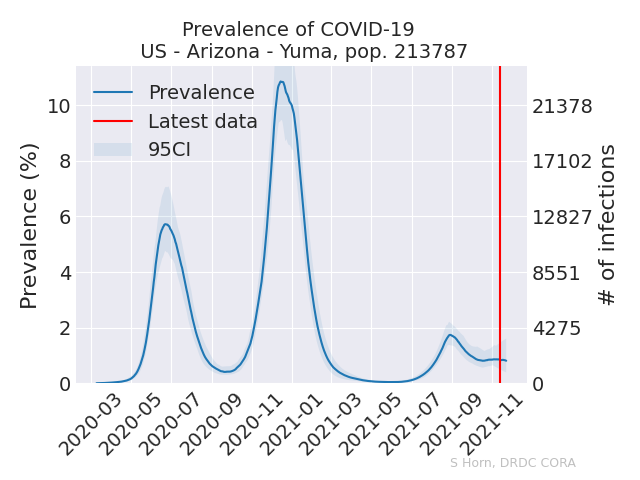 Prevalence of COVID-19
US - Arizona - Yuma, pop. 213787
Prevalence
Latest data
95CI
Prevalence (%)
10
8
6
4
2
0
21378
17102
12827
8551
4275
0
# of infections
2020-03
2020-05
2020-07
2020-09
2020-11
2021-01
2021-03
2021-05
2021-07
2021-09
2021-11
S Horn, DRDC CORA